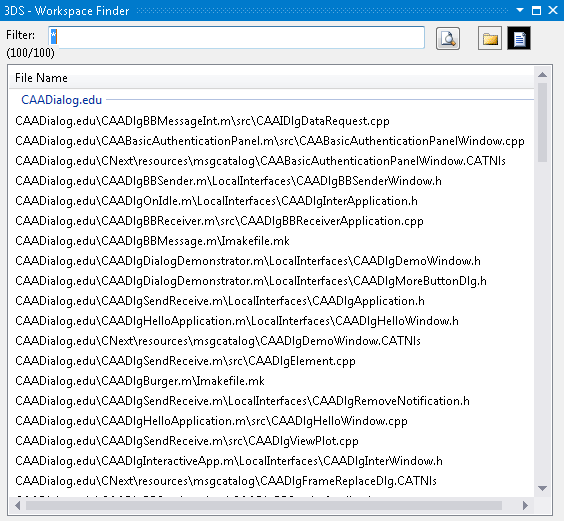 3DS - Workspace Finder
Filter: *
(100/100)
File Name
CAADialog.edu
CAADialog.edu\CAADlgBBMessageInt.m\src\CAAIDlgDataRequest.cpp
CAADialog.edu\CAABasicAuthenticationPanel.m\src\CAABasicAuthenticationPanelWindow.cpp
CAADialog.edu\CNext\resources\msgcatalog\CAABasicAuthenticationPanelWindow.CATNls
CAADialog.edu\CAADlgBBSender.m\LocalInterfaces\CAADlgBBSenderWindow.h
CAADialog.edu\CAADlgOnIdle.m\LocalInterfaces\CAADlgInterApplication.h
CAADialog.edu\CAADlgBBReceiver.m\src\CAADlgBBReceiverApplication.cpp
CAADialog.edu\CAADlgBBMessage.m\Imakefile.mk
CAADialog.edu\CAADlgDialogDemonstrator.m\LocalInterfaces\CAADlgDemoWindow.h
CAADialog.edu\CAADlgDialogDemonstrator.m\LocalInterfaces\CAADlgMoreButtonDlg.h
CAADialog.edu\CAADlgSendReceive.m\LocalInterfaces\CAADlgApplication.h
CAADialog.edu\CAADlgHelloApplication.m\LocalInterfaces\CAADlgHelloWindow.h
CAADialog.edu\CNext\resources\msgcatalog\CAADlgDemoWindow.CATNls
CAADialog.edu\CAADlgSendReceive.m\src\CAADlgElement.cpp
CAADialog.edu\CAADlgBurger.m\Imakefile.mk
CAADialog.edu\CAADlgSendReceive.m\LocalInterfaces\CAADlgRemoveNotification.h
CAADialog.edu\CAADlgHelloApplication.m\src\CAADlgHelloWindow.cpp
CAADialog.edu\CAADlgSendReceive.m\src\CAADlgViewPlot.cpp
CAADialog.edu\CAADlgInteractiveApp.m\LocalInterfaces\CAADlgInterWindow.h
CAADialog.edu\CNext\resources\msgcatalog\CAADlgFrameReplaceDlg.CATNls